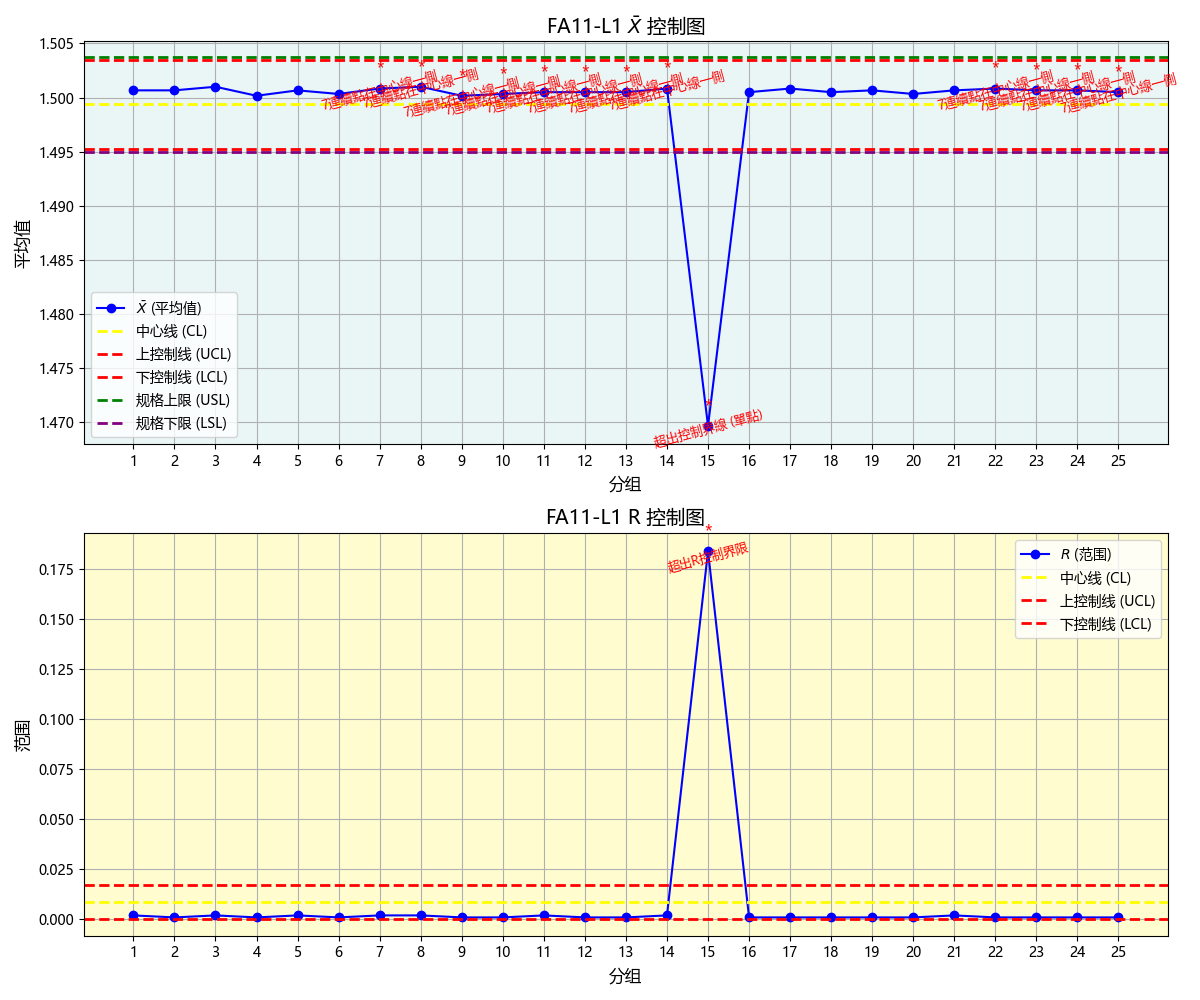 FA11-L1 X̄ 控制图
1.505
1.500
1.495
1.490
1.485
1.480
1.475
1.470
平均值
*
* * * * * * * *
* * * *
X̄ (平均值)
中心线 (CL)
上控制线 (UCL)
下控制线 (LCL)
规格上限 (USL)
规格下限 (LSL)
超出控制界線 (單點)
1 2 3 4 5 6 7 8 9 10 11 12 13 14 15 16 17 18 19 20 21 22 23 24 25
分组
FA11-L1 R 控制图
*
超出R控制界限
0.175
0.150
0.125
0.100
0.075
0.050
0.025
0.000
范围
R (范围)
中心线 (CL)
上控制线 (UCL)
下控制线 (LCL)
1 2 3 4 5 6 7 8 9 10 11 12 13 14 15 16 17 18 19 20 21 22 23 24 25
分组